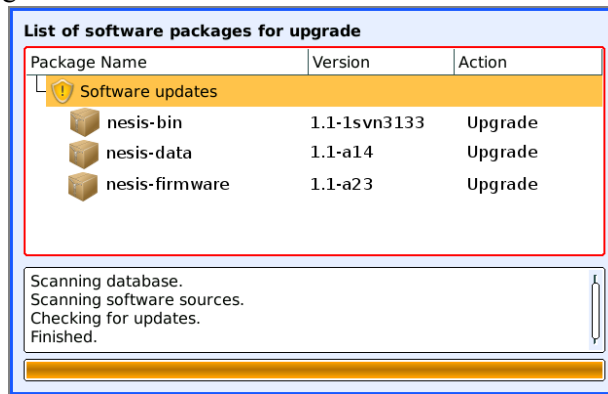 List of software packages for upgrade
Package Name Version Action
Software updates
nesis-bin 1.1-1svn3133 Upgrade
nesis-data 1.1-a14 Upgrade
nesis-firmware 1.1-a23 Upgrade
Scanning database.
Scanning software sources.
Checking for updates.
Finished.